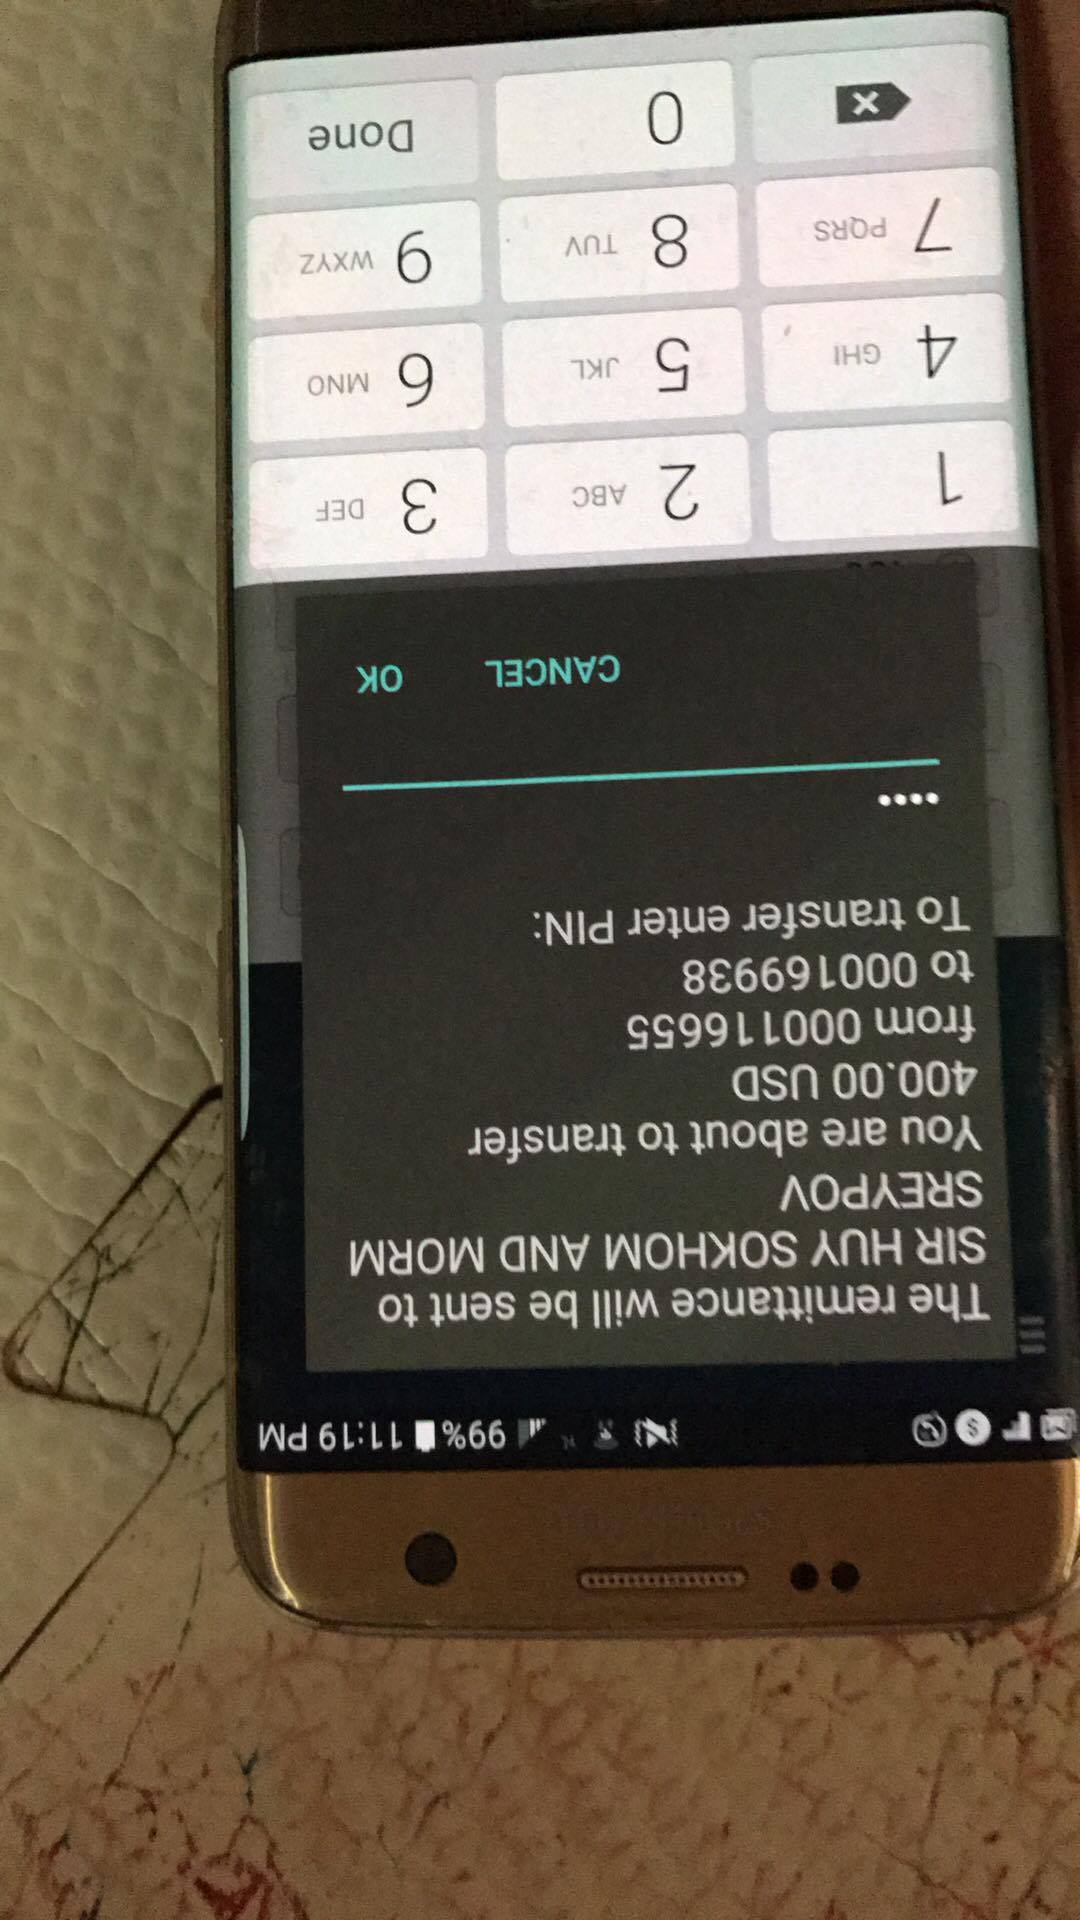 99% 11:19 PM
The remittance will be sent to
SIR HUY SOKHOM AND MORM
SREYPOV
You are about to transfer
400.00 USD
from 000116655
to 000169938
To transfer enter PIN:
CANCEL OK
1 2 ABC 3 DEF
4 GHI 5 JKL 6 MNO
7 PQRS 8 TUV 9 WXYZ
0 Done